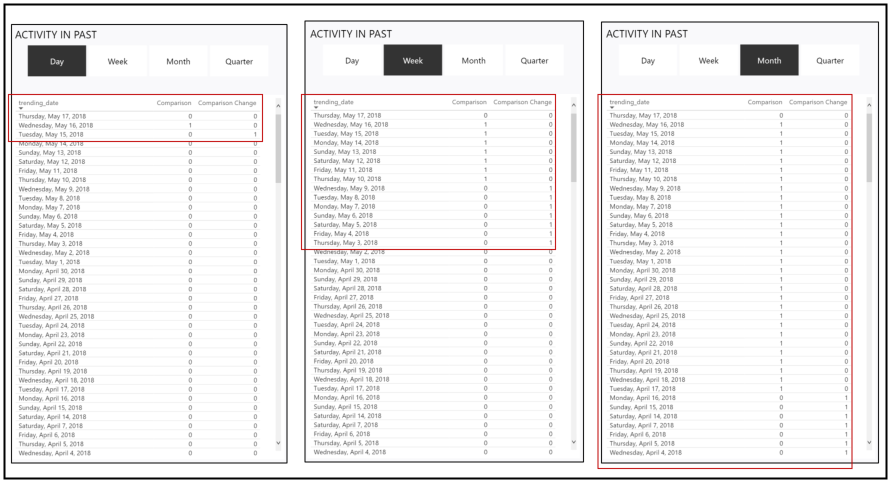 ACTIVITY IN PAST
Day Week Month Quarter
trending_date Comparison Comparison Change
Thursday, May 17, 2018 0 0
Wednesday, May 16, 2018 1 0
Tuesday, May 15, 2018 0 1
Monday, May 14, 2018 0 0
Sunday, May 13, 2018 0 0
Saturday, May 12, 2018 0 0
Friday, May 11, 2018 0 0
Thursday, May 10, 2018 0 0
Wednesday, May 9, 2018 0 0
Tuesday, May 8, 2018 0 0
Monday, May 7, 2018 0 0
Sunday, May 6, 2018 0 0
Saturday, May 5, 2018 0 0
Friday, May 4, 2018 0 0
Thursday, May 3, 2018 0 0
Wednesday, May 2, 2018 0 0
Tuesday, May 1, 2018 0 0
Monday, April 30, 2018 0 0
Sunday, April 29, 2018 0 0
Saturday, April 28, 2018 0 0
Friday, April 27, 2018 0 0
Thursday, April 26, 2018 0 0
Wednesday, April 25, 2018 0 0
Tuesday, April 24, 2018 0 0
Monday, April 23, 2018 0 0
Sunday, April 22, 2018 0 0
Saturday, April 21, 2018 0 0
Friday, April 20, 2018 0 0
Thursday, April 19, 2018 0 0
Wednesday, April 18, 2018 0 0
Tuesday, April 17, 2018 0 0
Monday, April 16, 2018 0 0
Sunday, April 15, 2018 0 0
Saturday, April 14, 2018 0 0
Saturday, April 7, 2018 0 0
Friday, April 6, 2018 0 0
Thursday, April 5, 2018 0 0
Wednesday, April 4, 2018 0 0
ACTIVITY IN PAST
Day Week Month Quarter
trending_date Comparison Comparison Change
Thursday, May 17, 2018 0 0
Wednesday, May 16, 2018 1 0
Tuesday, May 15, 2018 1 0
Monday, May 14, 2018 1 0
Sunday, May 13, 2018 1 0
Saturday, May 12, 2018 1 0
Friday, May 11, 2018 1 0
Thursday, May 10, 2018 1 0
Wednesday, May 9, 2018 0 1
Tuesday, May 8, 2018 0 1
Monday, May 7, 2018 0 1
Sunday, May 6, 2018 0 1
Saturday, May 5, 2018 0 1
Friday, May 4, 2018 0 1
Thursday, May 3, 2018 0 1
Wednesday, May 2, 2018 0 0
Tuesday, May 1, 2018 0 0
Monday, April 30, 2018 0 0
Sunday, April 29, 2018 0 0
Saturday, April 28, 2018 0 0
Friday, April 27, 2018 0 0
Thursday, April 26, 2018 0 0
Wednesday, April 25, 2018 0 0
Tuesday, April 24, 2018 0 0
Monday, April 23, 2018 0 0
Sunday, April 22, 2018 0 0
Saturday, April 21, 2018 0 0
Friday, April 20, 2018 0 0
Thursday, April 19, 2018 0 0
Wednesday, April 18, 2018 0 0
Tuesday, April 17, 2018 0 0
Monday, April 16, 2018 0 0
Sunday, April 15, 2018 0 0
Saturday, April 14, 2018 0 0
Saturday, April 7, 2018 0 0
Friday, April 6, 2018 0 0
Thursday, April 5, 2018 0 0
Wednesday, April 4, 2018 0 0
ACTIVITY IN PAST
Day Week Month Quarter
trending_date Comparison Comparison Change
Thursday, May 17, 2018 0 0
Wednesday, May 16, 2018 1 0
Tuesday, May 15, 2018 1 0
Monday, May 14, 2018 1 0
Sunday, May 13, 2018 1 0
Saturday, May 12, 2018 1 0
Friday, May 11, 2018 1 0
Thursday, May 10, 2018 1 0
Wednesday, May 9, 2018 1 0
Tuesday, May 8, 2018 1 0
Monday, May 7, 2018 1 0
Sunday, May 6, 2018 1 0
Saturday, May 5, 2018 1 0
Friday, May 4, 2018 1 0
Thursday, May 3, 2018 1 0
Wednesday, May 2, 2018 1 0
Tuesday, May 1, 2018 1 0
Monday, April 30, 2018 1 0
Sunday, April 29, 2018 1 0
Saturday, April 28, 2018 1 0
Friday, April 27, 2018 1 0
Thursday, April 26, 2018 1 0
Wednesday, April 25, 2018 1 0
Tuesday, April 24, 2018 1 0
Monday, April 23, 2018 1 0
Sunday, April 22, 2018 1 0
Saturday, April 21, 2018 1 0
Friday, April 20, 2018 1 0
Thursday, April 19, 2018 1 0
Wednesday, April 18, 2018 1 0
Tuesday, April 17, 2018 1 0
Monday, April 16, 2018 0 1
Sunday, April 15, 2018 0 1
Saturday, April 14, 2018 0 1
Saturday, April 7, 2018 0 1
Friday, April 6, 2018 0 1
Thursday, April 5, 2018 0 1
Wednesday, April 4, 2018 0 1